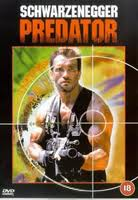 SCHWARZENEGGER
PREDATOR
DVD
18